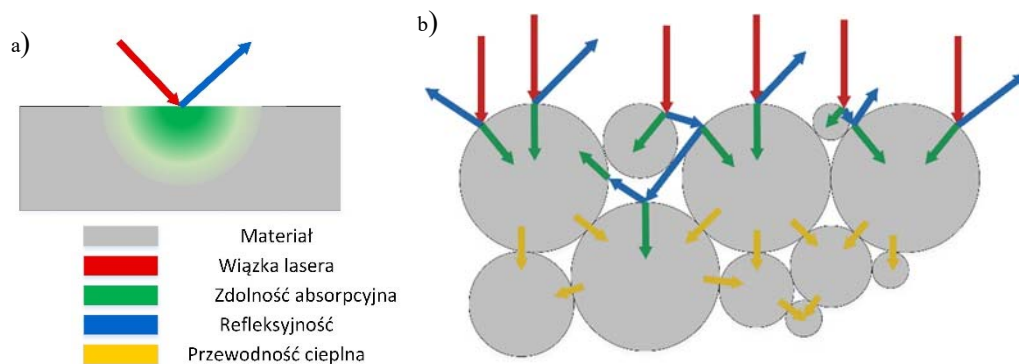 a)
b)
Materiał
Wiązka lasera
Zdolność absorpcyjna
Refleksyjność
Przewodność cieplna